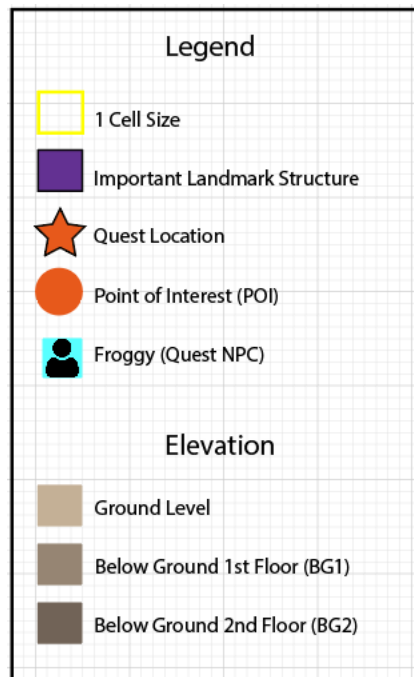 Legend
1 Cell Size
Important Landmark Structure
Quest Location
Point of Interest (POI)
Froggy (Quest NPC)
Elevation
Ground Level
Below Ground 1st Floor (BG1)
Below Ground 2nd Floor (BG2)